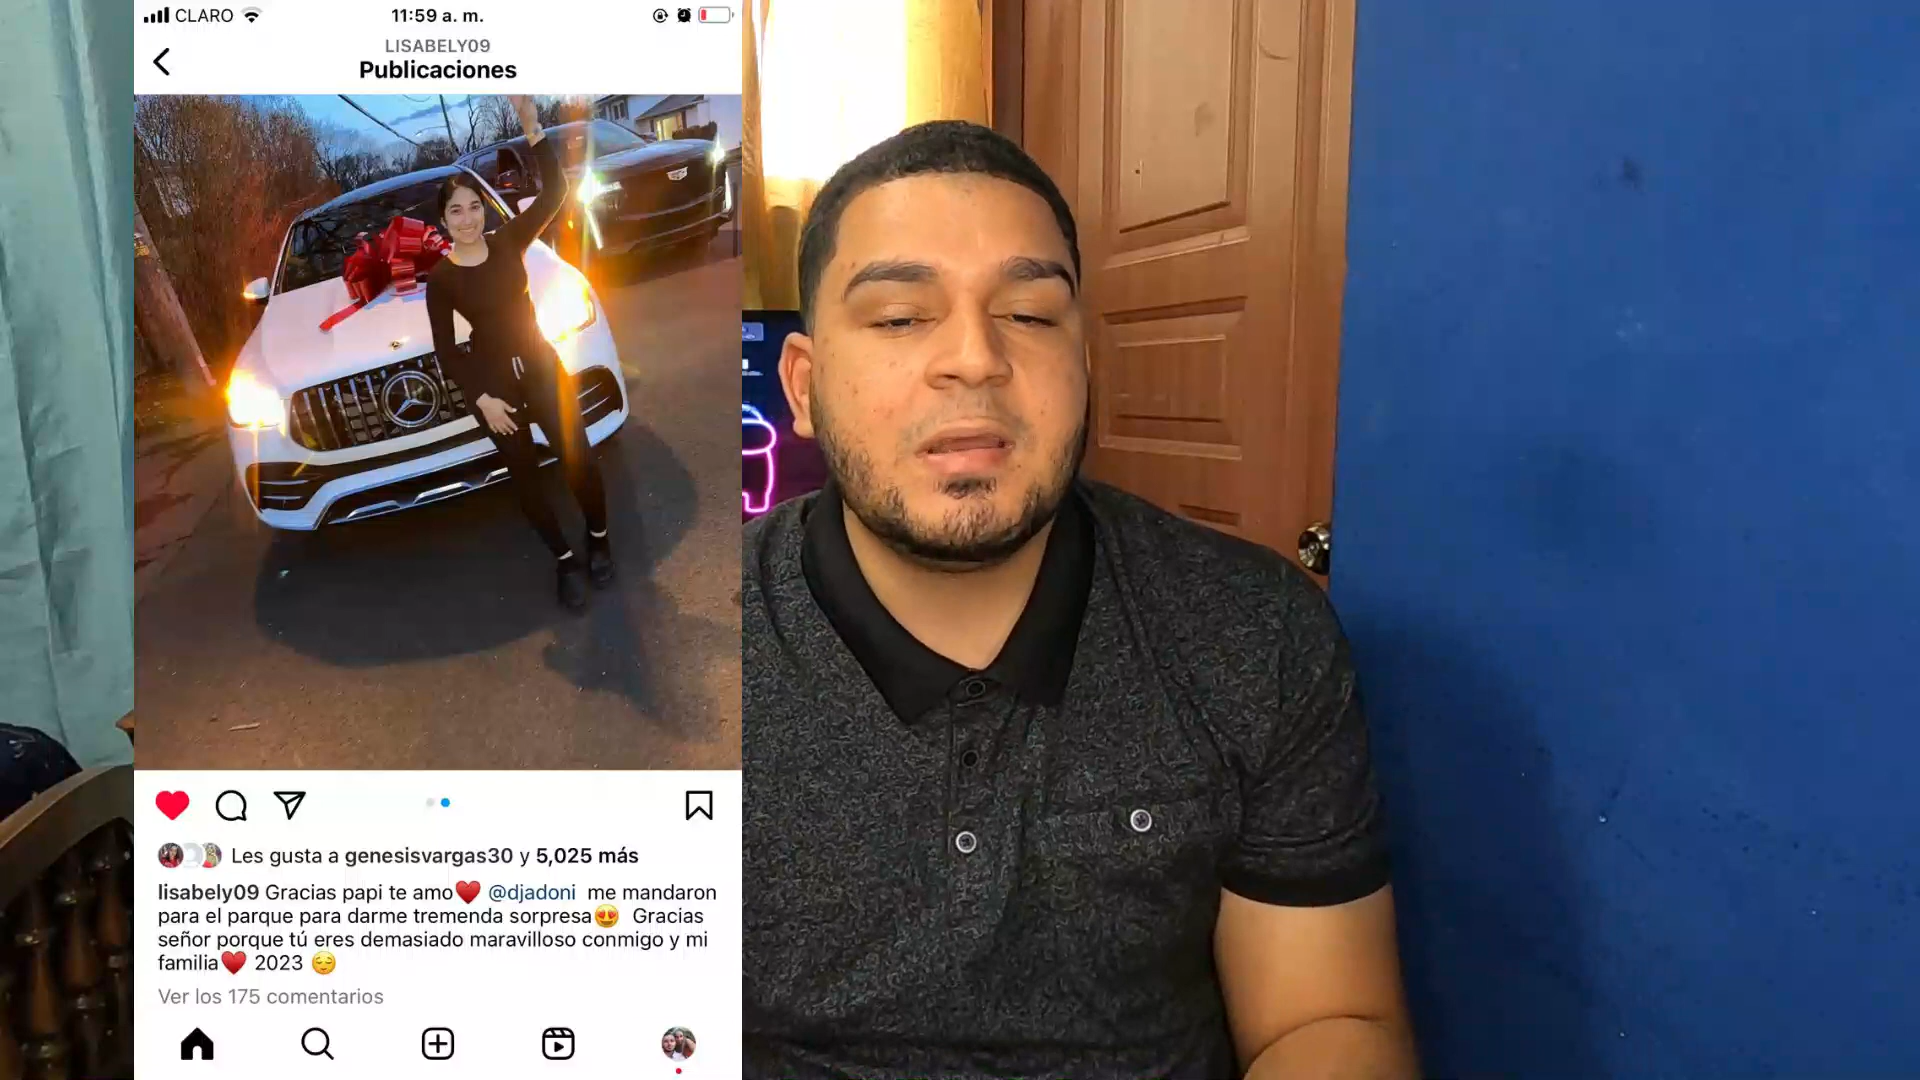 CLARO
11:59 a. m.
LISABELY09
Publicaciones
Les gusta a genesisvargas30 y 5,025 más
lisabely09 Gracias papi te amo❤️ @djadoni me mandaron
para el parque para darme tremenda sorpresa😍 Gracias
señor porque tú eres demasiado maravilloso conmigo y mi
familia❤️ 2023 😌
Ver los 175 comentarios